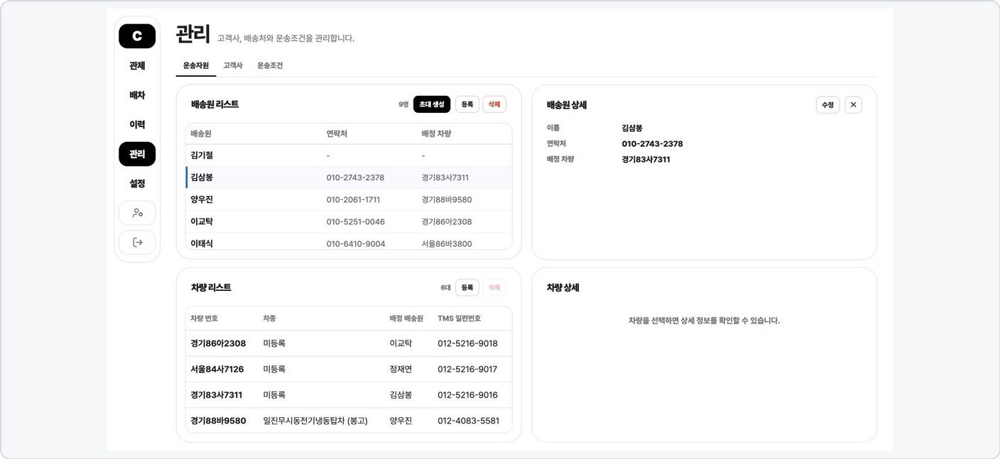 C
관제
배차
이력
관리
설정
관리 고객사, 배송처와 운송조건을 관리합니다.
운송자원 고객사 운송조건
배송원 리스트 9명 초대 생성 등록 삭제
배송원 연락처 배정 차량
김기철 - -
김삼봉 010-2743-2378 경기83사7311
양우진 010-2061-1711 경기88바9580
이교탁 010-5251-0046 경기86아2308
이태식 010-6410-9004 서울86바3800
배송원 상세 수정 ×
이름 김삼봉
연락처 010-2743-2378
배정 차량 경기83사7311
차량 리스트 6대 등록 삭제
차량 번호 차종 배정 배송원 TMS 일련번호
경기86아2308 미등록 이교탁 012-5216-9018
서울84사7126 미등록 정재연 012-5216-9017
경기83사7311 미등록 김삼봉 012-5216-9016
경기88바9580 일진무시동전기냉동탑차 (봉고) 양우진 012-4083-5581
차량 상세
차량을 선택하면 상세 정보를 확인할 수 있습니다.